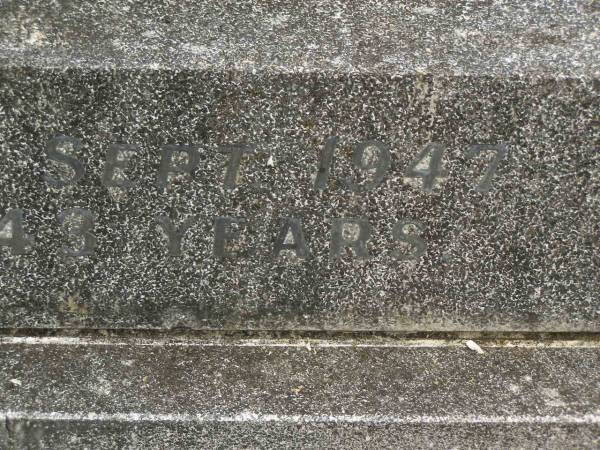 SEPT. 1947
43 YEARS.